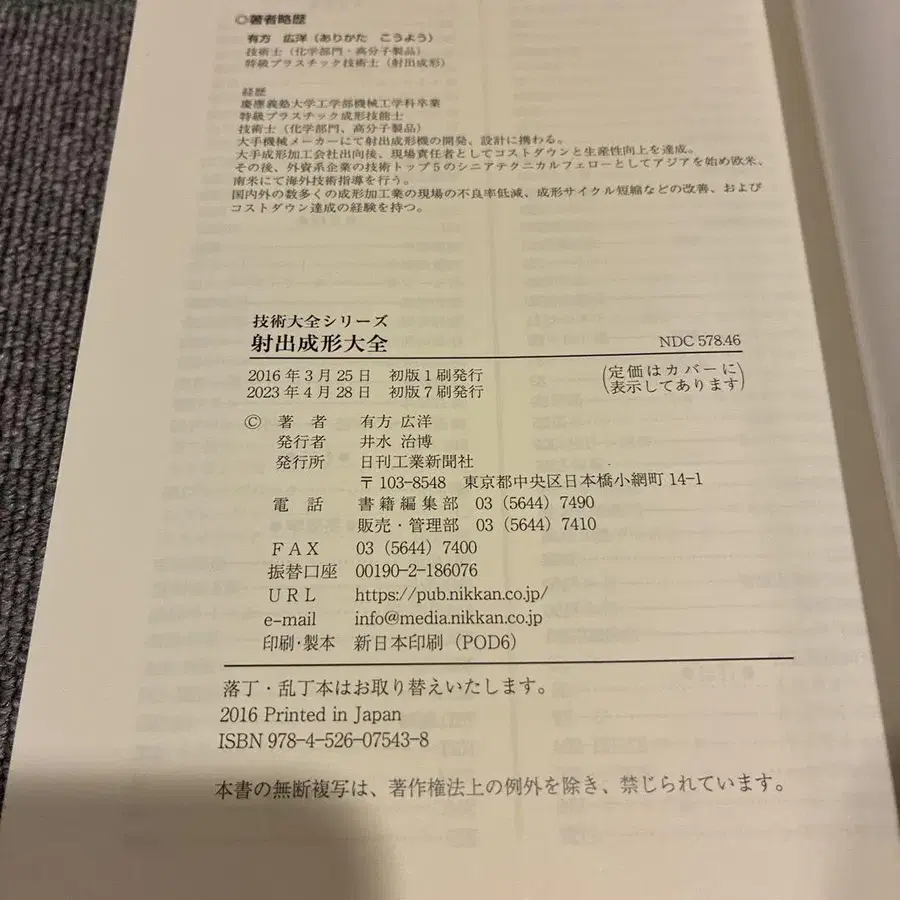 ◎著者略歴
有方　広洋（ありかた　こうよう）
技術士（化学部門・高分子製品）
特級プラスチック技術士（射出成形）
経歴
慶應義塾大学工学部機械工学科卒業
特級プラスチック成形技能士
技術士（化学部門、高分子製品）
大手機械メーカーにて射出成形機の開発、設計に携わる。
大手成形加工会社出向後、現場責任者としてコストダウンと生産性向上を達成。
その後、外資系企業の技術トップ5のシニアテクニカルフェローとしてアジアを始め欧米、
南米にて海外技術指導を行う。
国内外の数多くの成形加工業の現場の不良率低減、成形サイクル短縮などの改善、および
コストダウン達成の経験を持つ。
技術大全シリーズ
射出成形大全
NDC 578.46
2016 年 3 月 25 日　初版 1 刷発行
2023 年 4 月 28 日　初版 7 刷発行
（定価はカバーに
表示してあります）
© 著　者　有方 広洋
発行者　井水 治博
発行所　日刊工業新聞社
〒103-8548　東京都中央区日本橋小網町 14-1
電　話　書籍編集部　03（5644）7490
販売・管理部　03（5644）7410
FAX　03（5644）7400
振替口座　00190-2-186076
URL　https://pub.nikkan.co.jp/
e-mail　info@media.nikkan.co.jp
印刷・製本　新日本印刷（POD6）
落丁・乱丁本はお取り替えいたします。
2016 Printed in Japan
ISBN 978-4-526-07543-8
本書の無断複写は、著作権法上の例外を除き、禁じられています。